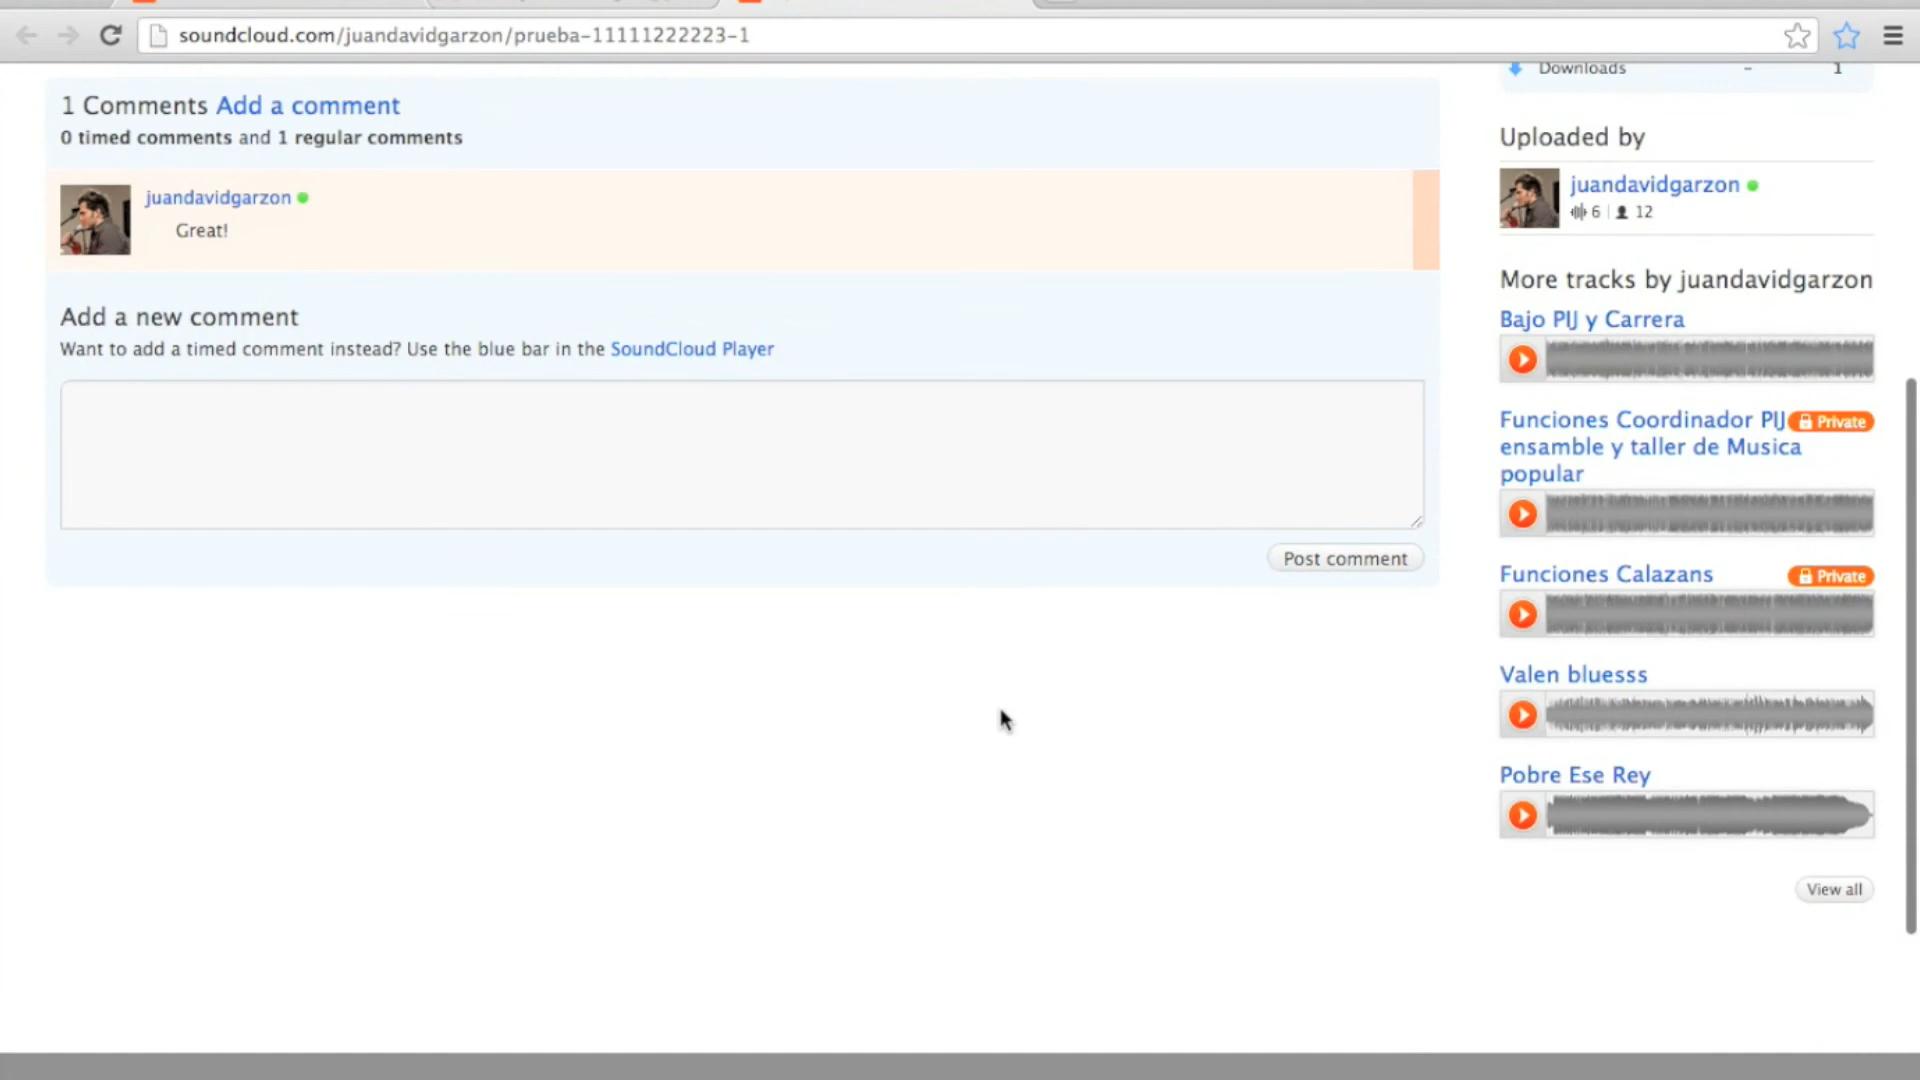 soundcloud.com/juandavidgarzon/prueba-11111222223-1
1 Comments Add a comment
0 timed comments and 1 regular comments
juandavidgarzon
Great!
Add a new comment
Want to add a timed comment instead? Use the blue bar in the SoundCloud Player
Post comment
Downloads – 1
Uploaded by
juandavidgarzon
6 12
More tracks by juandavidgarzon
Bajo PIJ y Carrera
Funciones Coordinador PIJ Private
ensamble y taller de Musica
popular
Funciones Calazans Private
Valen bluesss
Pobre Ese Rey
View all